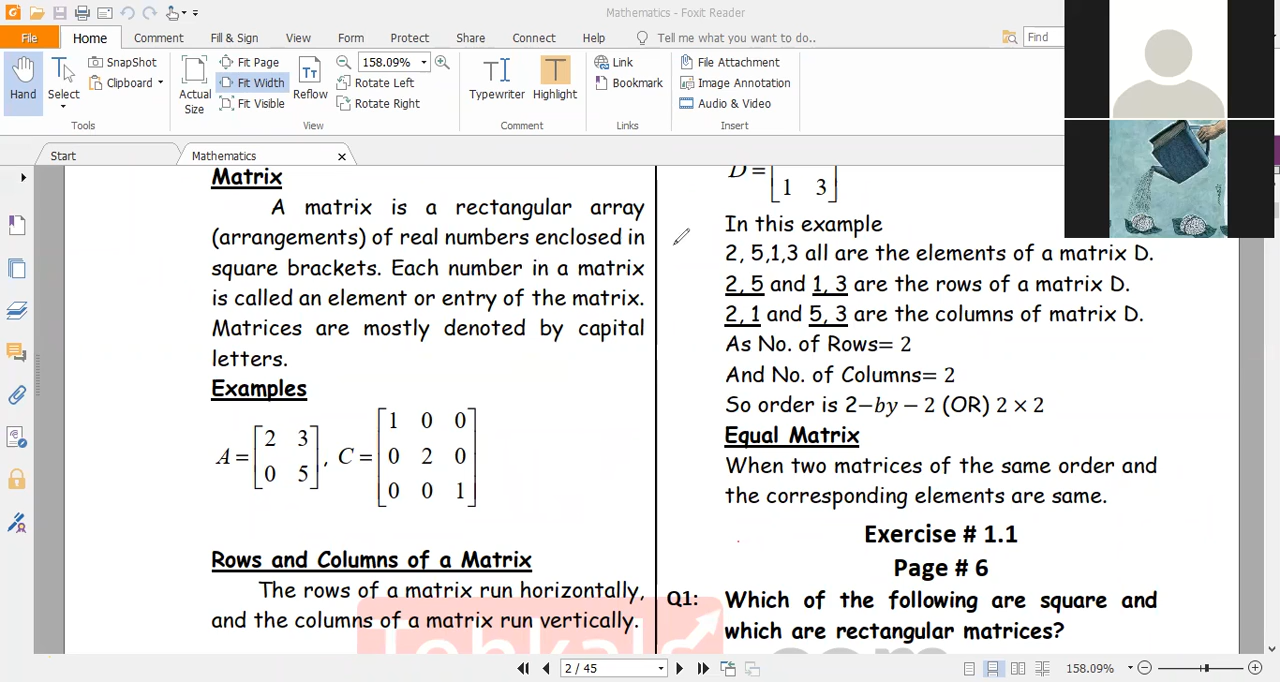 Mathematics - Foxit Reader
File Home Comment Fill & Sign View Form Protect Share Connect Help Tell me what you want to do.. Find
Hand
Select
SnapShot
Clipboard
Tools
Actual Size
Fit Page
Fit Width
Fit Visible
Reflow
158.09%
Rotate Left
Rotate Right
View
Typewriter
Highlight
Comment
Link
Bookmark
Links
File Attachment
Image Annotation
Audio & Video
Insert
Start
Mathematics
Matrix
A matrix is a rectangular array
(arrangements) of real numbers enclosed in
square brackets. Each number in a matrix
is called an element or entry of the matrix.
Matrices are mostly denoted by capital
letters.
Examples
A = [2 3
0 5], C = [1 0 0
0 2 0
0 0 1]
Rows and Columns of a Matrix
The rows of a matrix run horizontally,
and the columns of a matrix run vertically.
D =
[1 3]
In this example
2, 5,1,3 all are the elements of a matrix D.
2, 5 and 1, 3 are the rows of a matrix D.
2, 1 and 5, 3 are the columns of matrix D.
As No. of Rows= 2
And No. of Columns= 2
So order is 2−by − 2 (OR) 2 × 2
Equal Matrix
When two matrices of the same order and
the corresponding elements are same.
Exercise # 1.1
Page # 6
Q1: Which of the following are square and
which are rectangular matrices?
2 / 45
158.09%